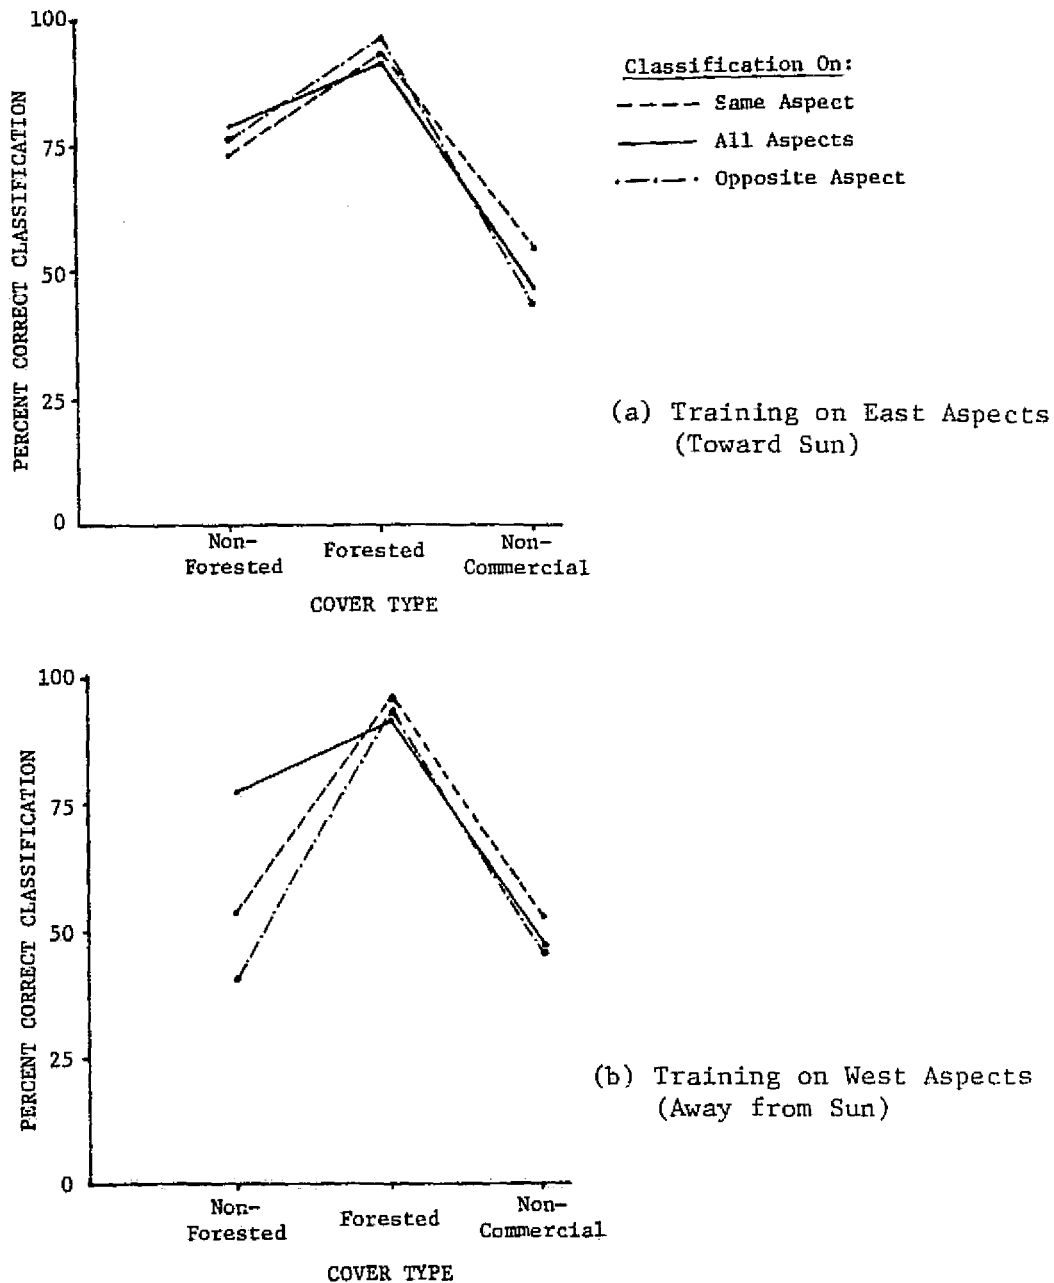 100
75
50
25
0
PERCENT CORRECT CLASSIFICATION
Classification On:
Same Aspect
All Aspects
Opposite Aspect
(a) Training on East Aspects
(Toward Sun)
Non-
Forested
Forested
Non-
Commercial
COVER TYPE
100
75
50
25
0
PERCENT CORRECT CLASSIFICATION
(b) Training on West Aspects
(Away from Sun)
Non-
Forested
Forested
Non-
Commercial
COVER TYPE